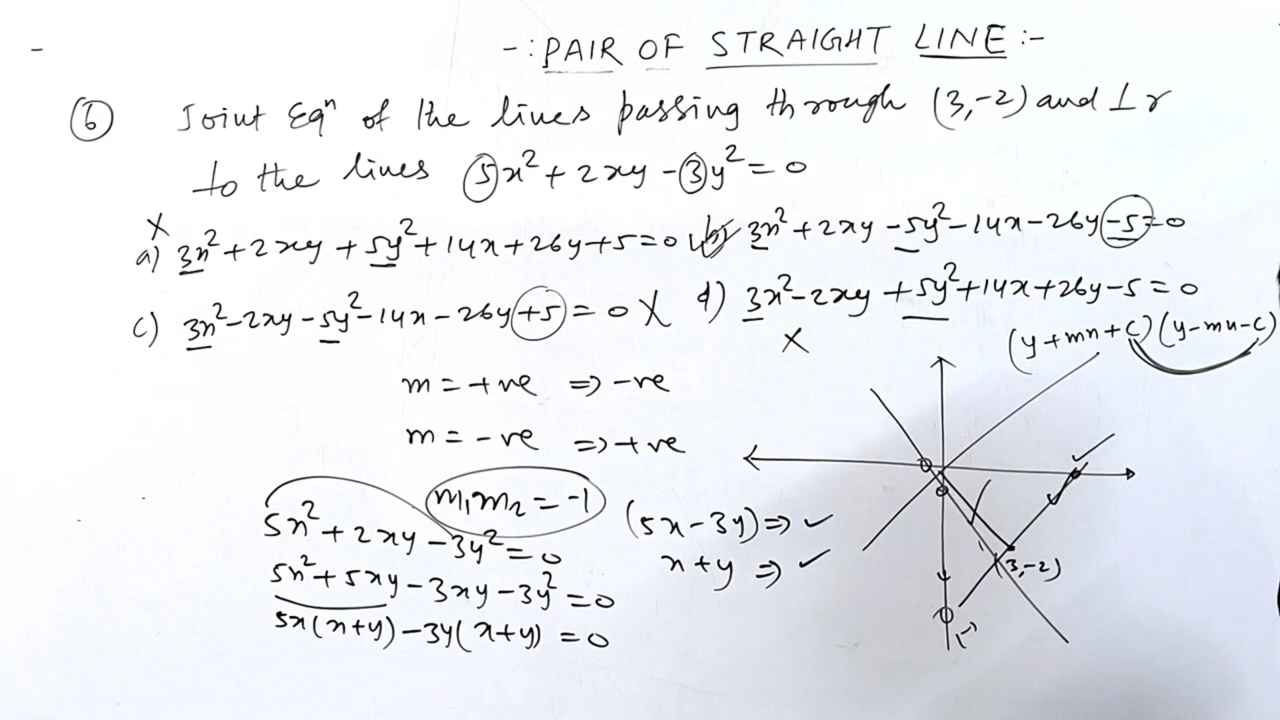 -: PAIR OF STRAIGHT LINE :-
⑥ Joint Eqⁿ of the lines passing through (3,-2) and ⊥r
to the lines 5x²+2xy-3y²=0
X
a) 3x²+2xy+5y²+14x+26y+5=0 b) 3x²+2xy-5y²-14x-26y-5=0
c) 3x²-2xy-5y²-14x-26y+5=0 X d) 3x²-2xy+5y²+14x+26y-5=0
X
(y+mx+c)(y-mx-c)
m=+ve ⇒ -ve
m=-ve ⇒ +ve
m₁m₂=-1
5x²+2xy-3y²=0
5x²+5xy-3xy-3y²=0
5x(x+y)-3y(x+y)=0
(5x-3y)⇒ ✓
x+y ⇒ ✓
(3,-2)
(-)